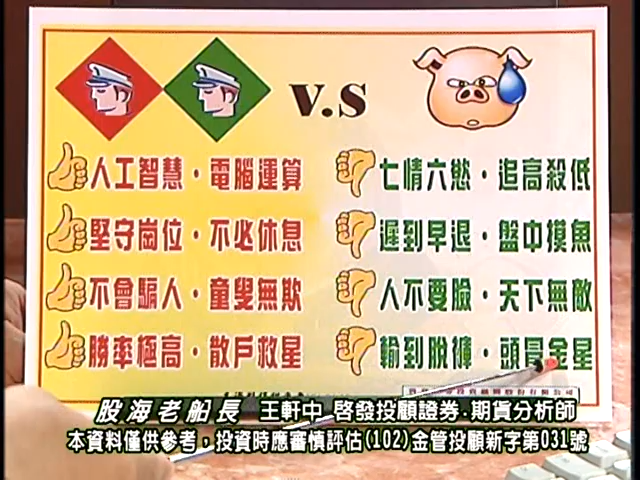 V.S
人工智慧・電腦運算
七情六慾・追高殺低
堅守崗位・不必休息
遲到早退・盤中摸魚
不會騙人・童叟無欺
人不要臉・天下無敵
勝率極高・散戶救星
輸到脫褲・頭冒金星
股海老船長 王軒中 啓發投顧證券.期貨分析師
本資料僅供參考，投資時應審慎評估(102)金管投顧新字第031號